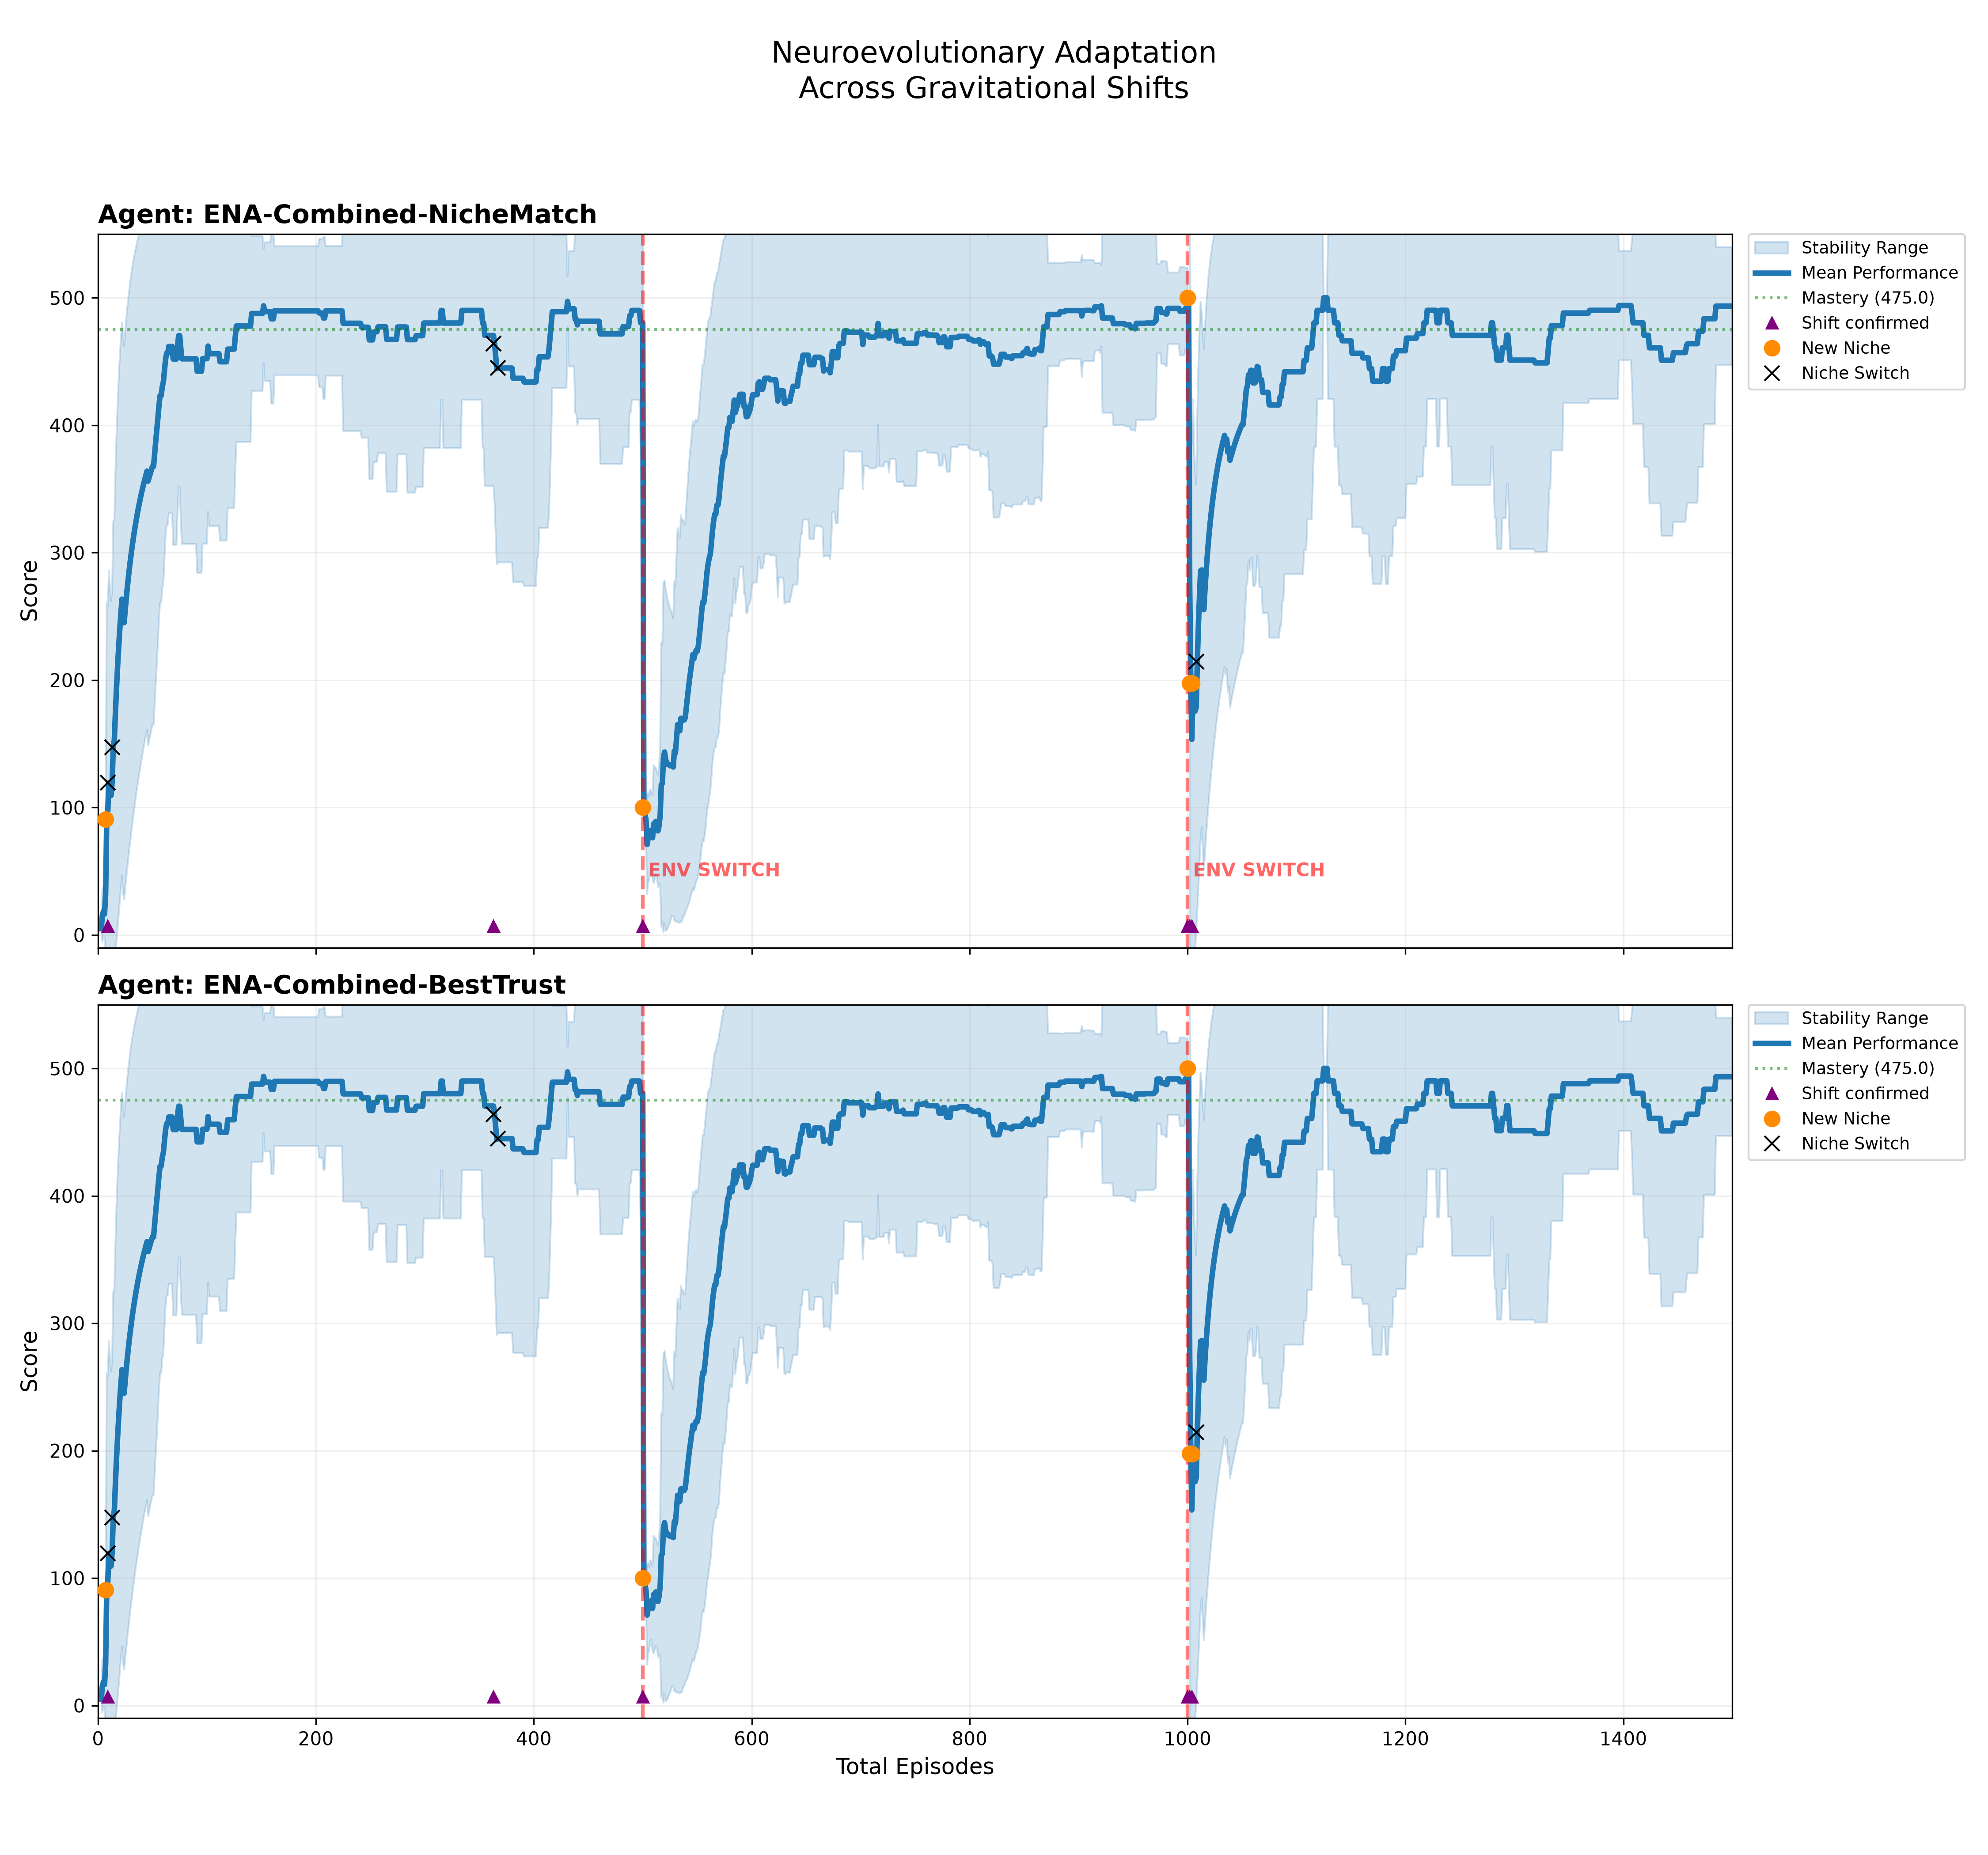 Neuroevolutionary Adaptation
Across Gravitational Shifts
Agent: ENA-Combined-NicheMatch
Score
500
400
300
200
100
0
ENV SWITCH
ENV SWITCH
Stability Range
Mean Performance
Mastery (475.0)
Shift confirmed
New Niche
Niche Switch
Agent: ENA-Combined-BestTrust
Score
500
400
300
200
100
0
0
200
400
600
800
1000
1200
1400
Total Episodes
Stability Range
Mean Performance
Mastery (475.0)
Shift confirmed
New Niche
Niche Switch